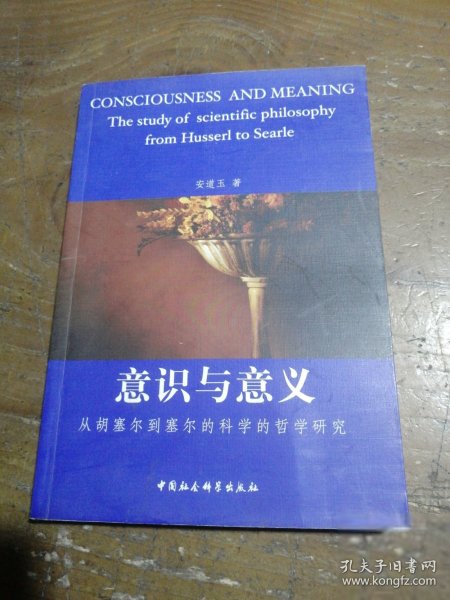 CONSCIOUSNESS AND MEANING
The study of scientific philosophy
from Husserl to Searle
安道玉 著
意识与意义
从胡塞尔到塞尔的科学的哲学研究
中国社会科学出版社
孔夫子旧书网
www.kongfz.com